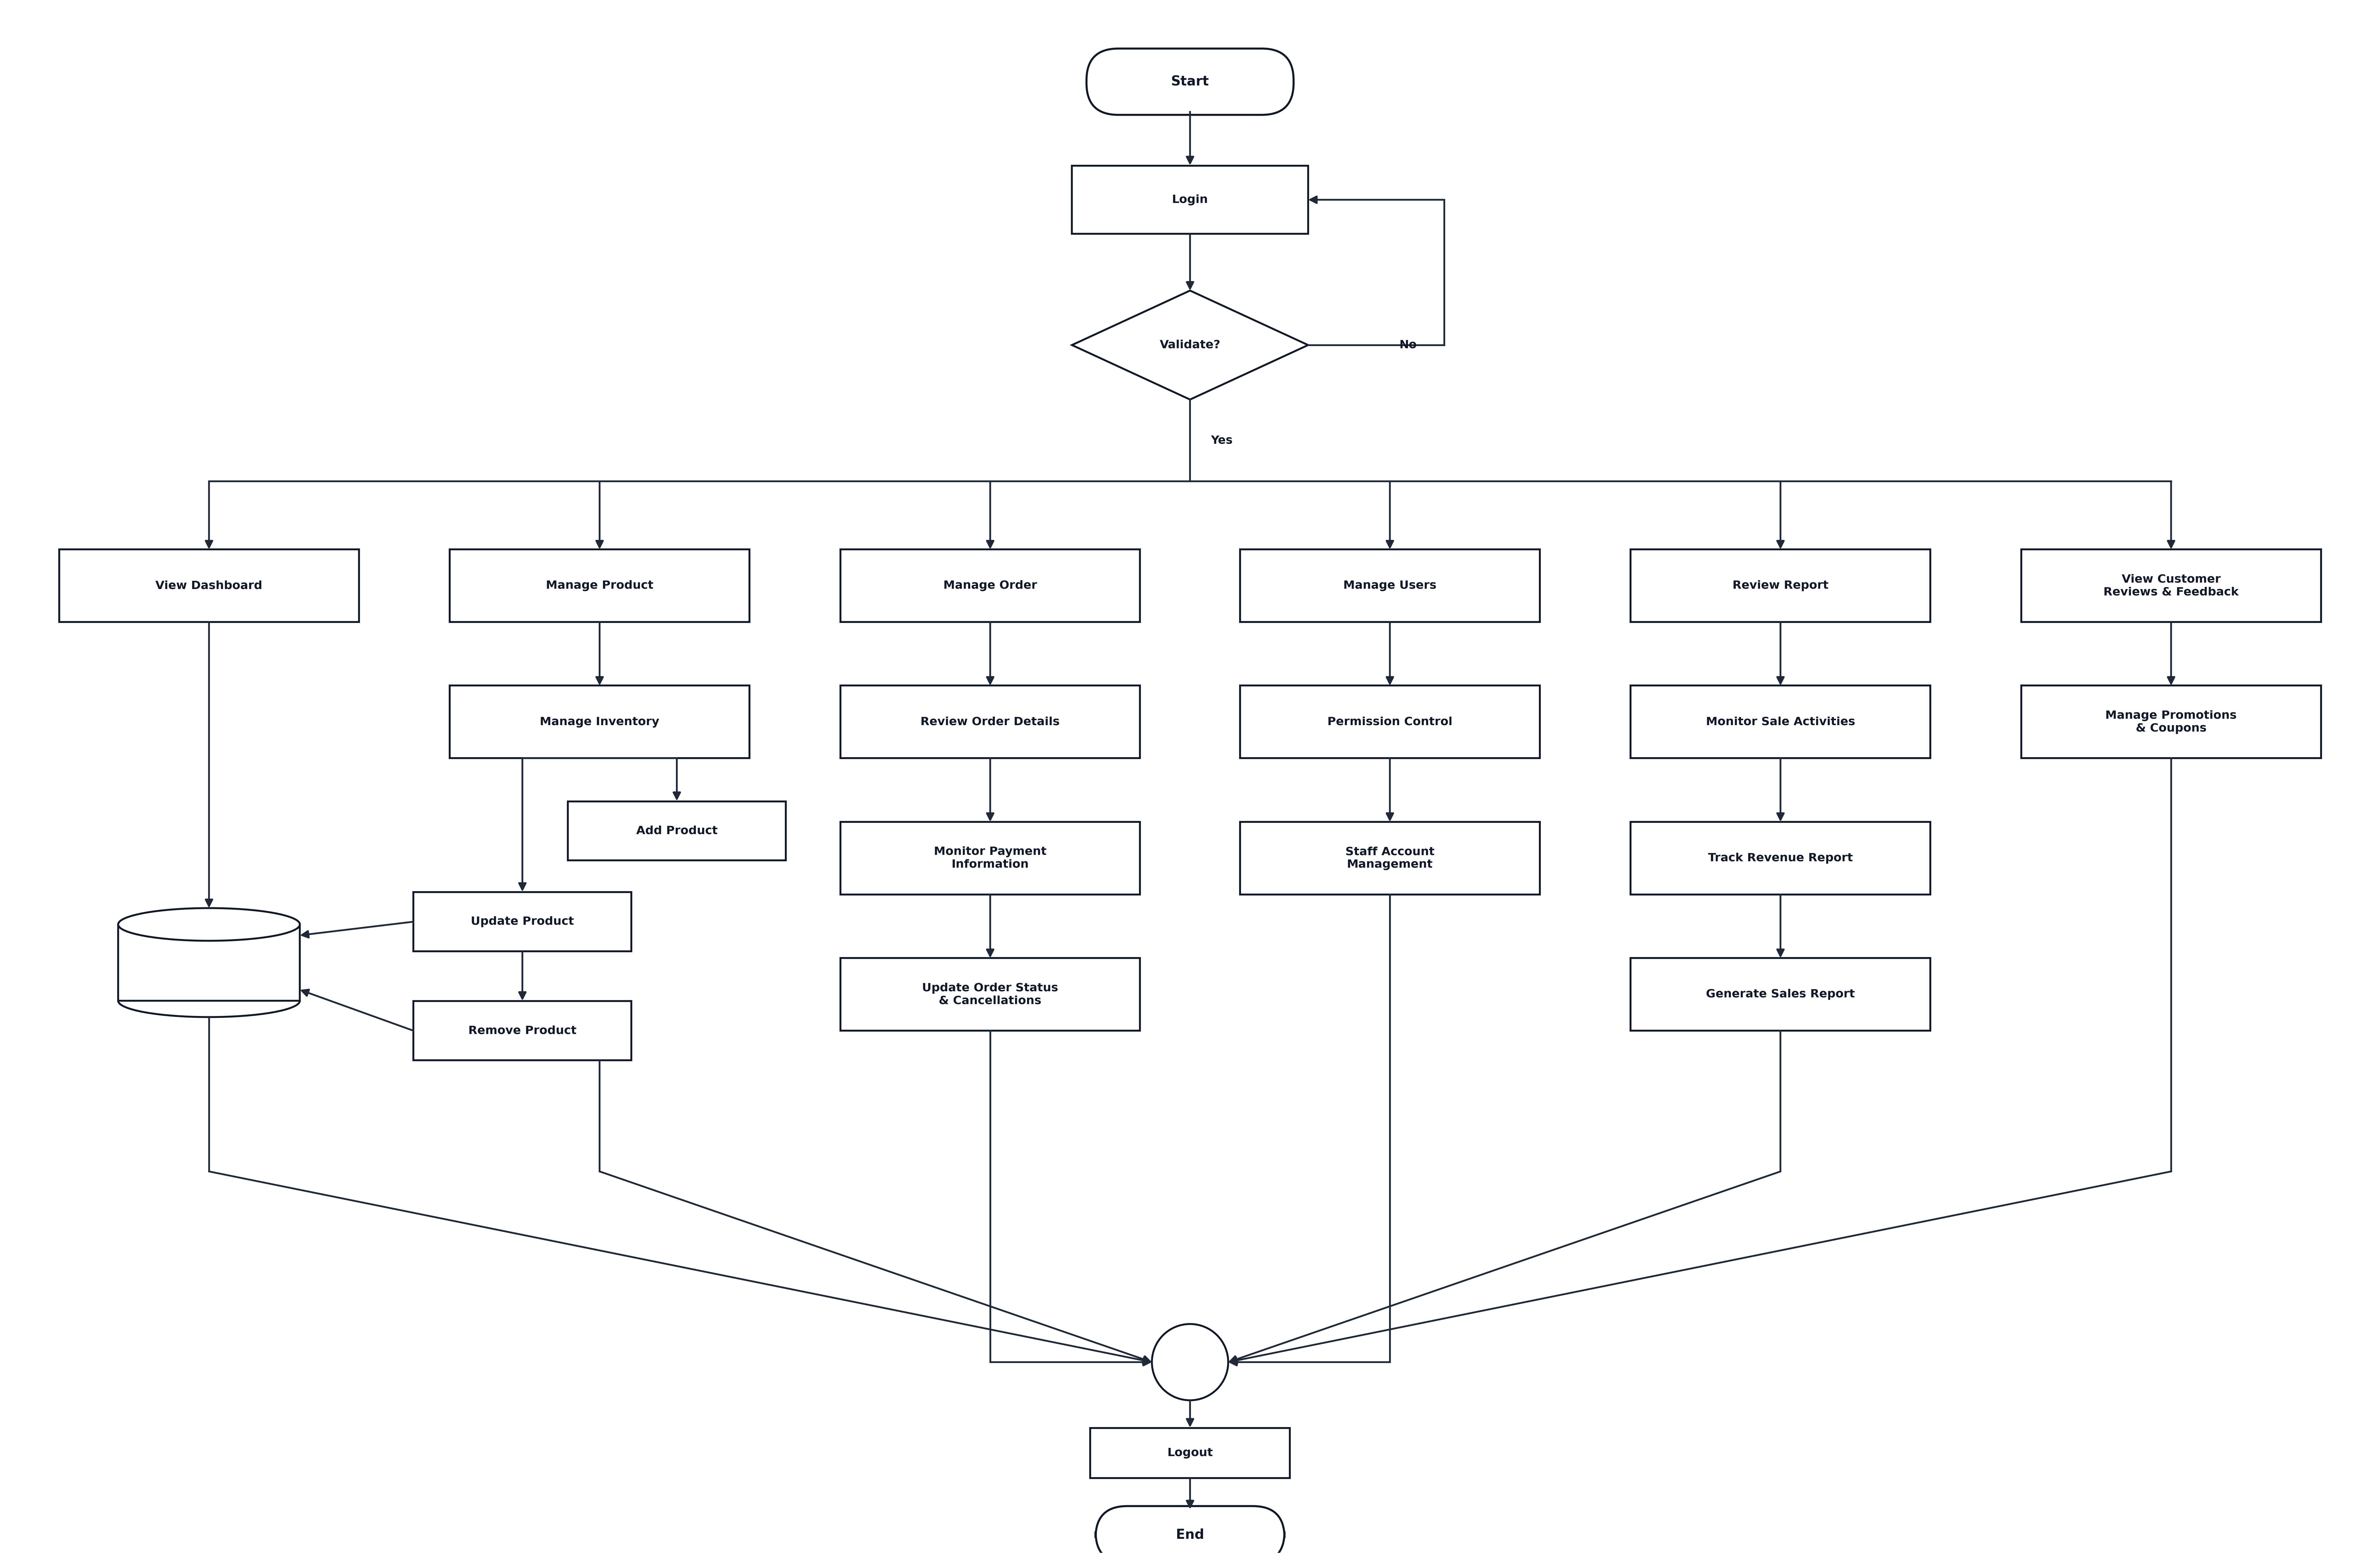 Start
Login
Validate?
No
Yes
View Dashboard
Manage Product
Manage Order
Manage Users
Review Report
View Customer
Reviews & Feedback
Manage Inventory
Review Order Details
Permission Control
Monitor Sale Activities
Manage Promotions
& Coupons
Add Product
Monitor Payment
Information
Staff Account
Management
Track Revenue Report
Update Product
Update Order Status
& Cancellations
Generate Sales Report
Remove Product
Logout
End